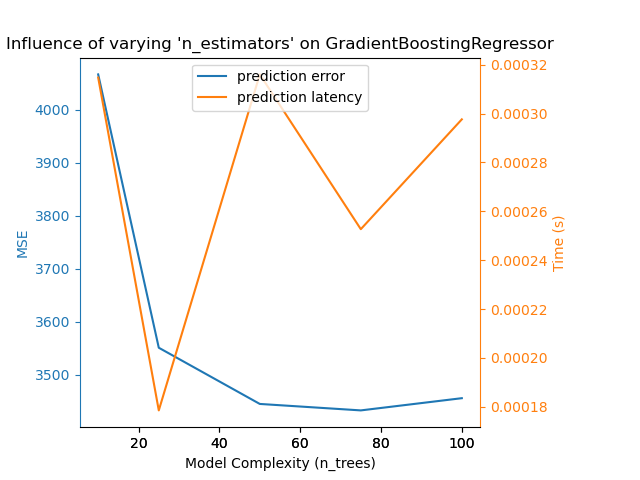 Influence of varying 'n_estimators' on GradientBoostingRegressor
prediction error
prediction latency
MSE
4000
3900
3800
3700
3600
3500
0.00032
0.00030
0.00028
0.00026
0.00024
0.00022
0.00020
0.00018
Time (s)
20 40 60 80 100
Model Complexity (n_trees)